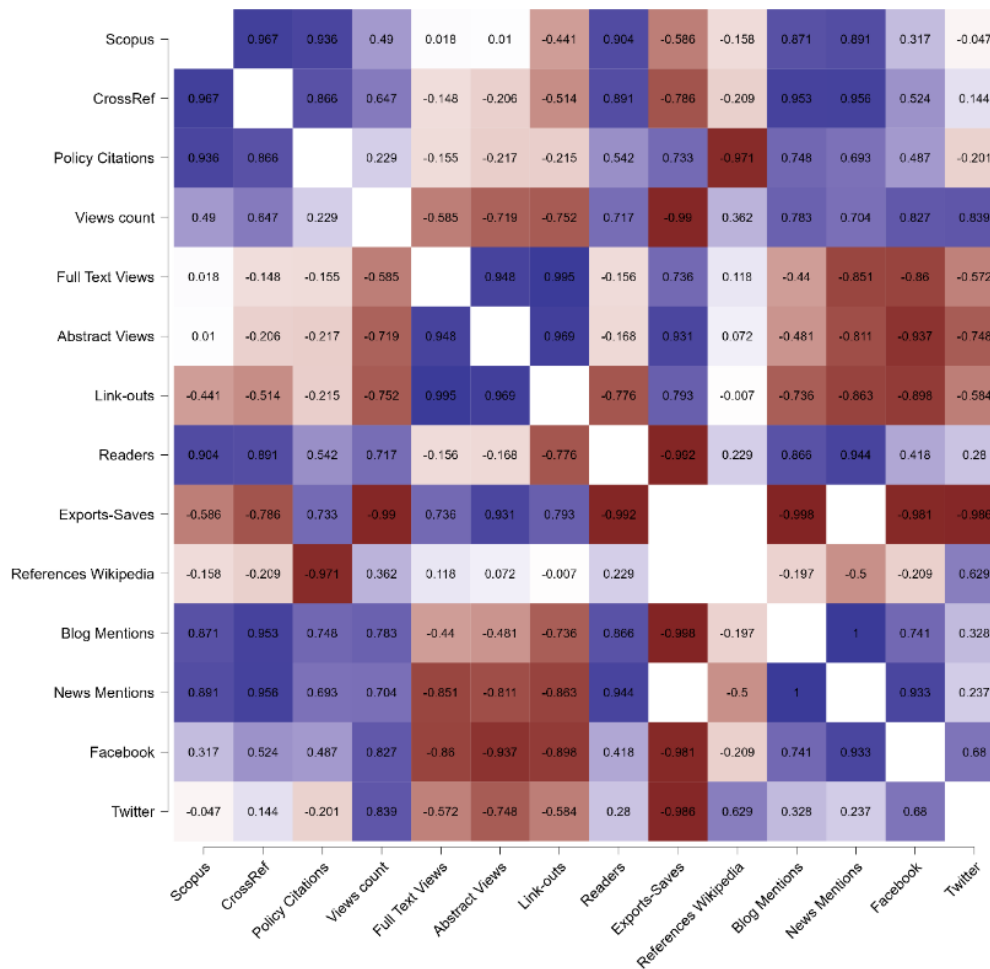 Scopus 0.967 0.936 0.49 0.018 0.01 -0.441 0.904 -0.586 -0.158 0.871 0.891 0.317 -0.047
CrossRef 0.967 0.866 0.647 -0.148 -0.206 -0.514 0.891 -0.786 -0.209 0.953 0.956 0.524 0.144
Policy Citations 0.936 0.866 0.229 -0.155 -0.217 -0.215 0.542 0.733 -0.971 0.748 0.693 0.487 -0.201
Views count 0.49 0.647 0.229 -0.585 -0.719 -0.752 0.717 -0.99 0.362 0.783 0.704 0.827 0.839
Full Text Views 0.018 -0.148 -0.155 -0.585 0.948 0.995 -0.156 0.736 0.118 -0.44 -0.851 -0.86 -0.572
Abstract Views 0.01 -0.206 -0.217 -0.719 0.948 0.969 -0.168 0.931 0.072 -0.481 -0.811 -0.937 -0.748
Link-outs -0.441 -0.514 -0.215 -0.752 0.995 0.969 -0.776 0.793 -0.007 -0.736 -0.863 -0.898 -0.584
Readers 0.904 0.891 0.542 0.717 -0.156 -0.168 -0.776 -0.992 0.229 0.866 0.944 0.418 0.28
Exports-Saves -0.586 -0.786 0.733 -0.99 0.736 0.931 0.793 -0.992 -0.998 -0.981 -0.986
References Wikipedia -0.158 -0.209 -0.971 0.362 0.118 0.072 -0.007 0.229 -0.197 -0.5 -0.209 0.629
Blog Mentions 0.871 0.953 0.748 0.783 -0.44 -0.481 -0.736 0.866 -0.998 -0.197 1 0.741 0.328
News Mentions 0.891 0.956 0.693 0.704 -0.851 -0.811 -0.863 0.944 -0.5 1 0.933 0.237
Facebook 0.317 0.524 0.487 0.827 -0.86 -0.937 -0.898 0.418 -0.981 -0.209 0.741 0.933 0.68
Twitter -0.047 0.144 -0.201 0.839 -0.572 -0.748 -0.584 0.28 -0.986 0.629 0.328 0.237 0.68
Scopus CrossRef Policy Citations Views count Full Text Views Abstract Views Link-outs Readers Exports-Saves References Wikipedia Blog Mentions News Mentions Facebook Twitter